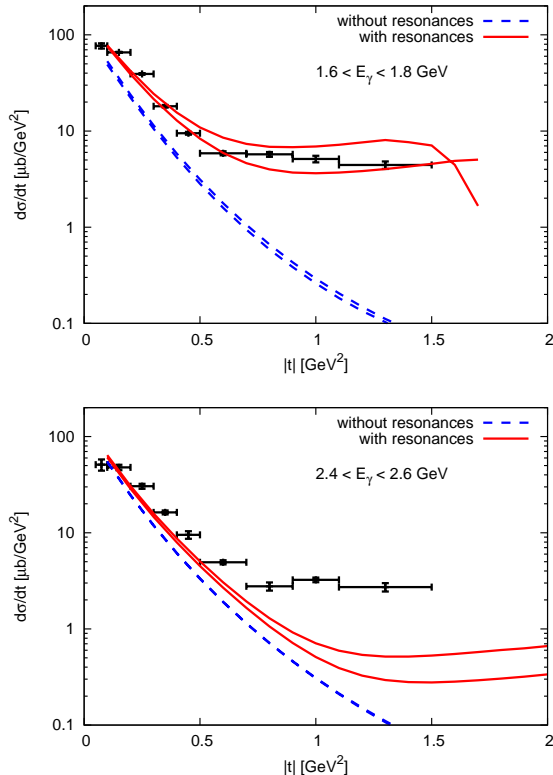 without resonances
with resonances
1.6 < Eγ < 1.8 GeV
dσ/dt [μb/GeV²]
100
10
1
0.1
0
0.5
1
1.5
2
|t| [GeV²]
without resonances
with resonances
2.4 < Eγ < 2.6 GeV
dσ/dt [μb/GeV²]
100
10
1
0.1
0
0.5
1
1.5
2
|t| [GeV²]